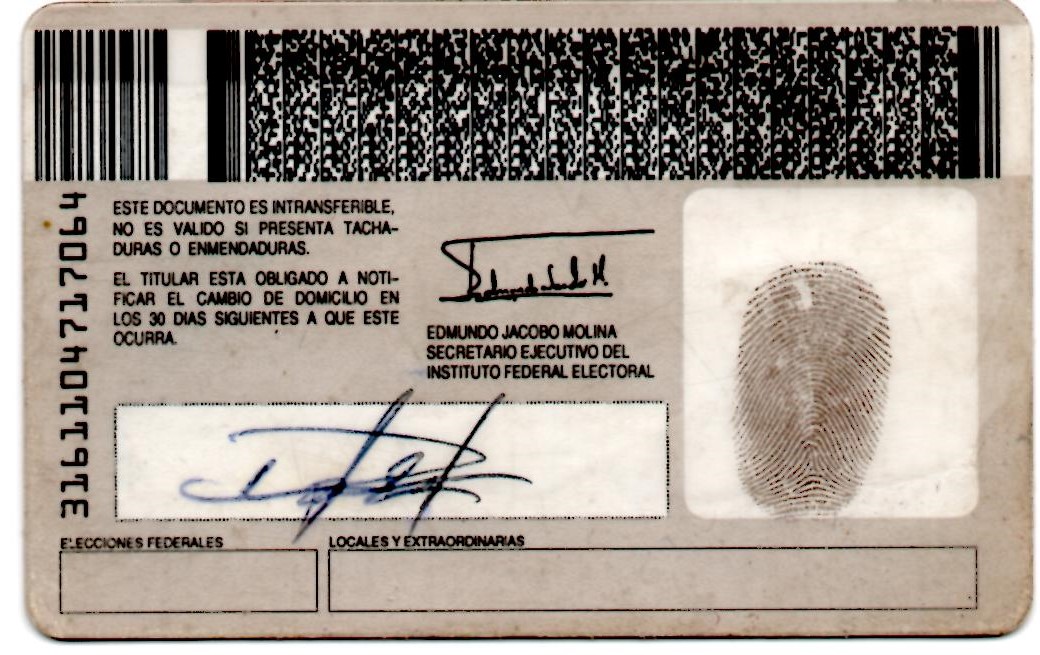 3161104717064
ESTE DOCUMENTO ES INTRANSFERIBLE,
NO ES VALIDO SI PRESENTA TACHA-
DURAS O ENMENDADURAS.
EL TITULAR ESTA OBLIGADO A NOTI-
FICAR EL CAMBIO DE DOMICILIO EN
LOS 30 DIAS SIGUIENTES A QUE ESTE
OCURRA.
EDMUNDO JACOBO MOLINA
SECRETARIO EJECUTIVO DEL
INSTITUTO FEDERAL ELECTORAL
ELECCIONES FEDERALES
LOCALES Y EXTRAORDINARIAS